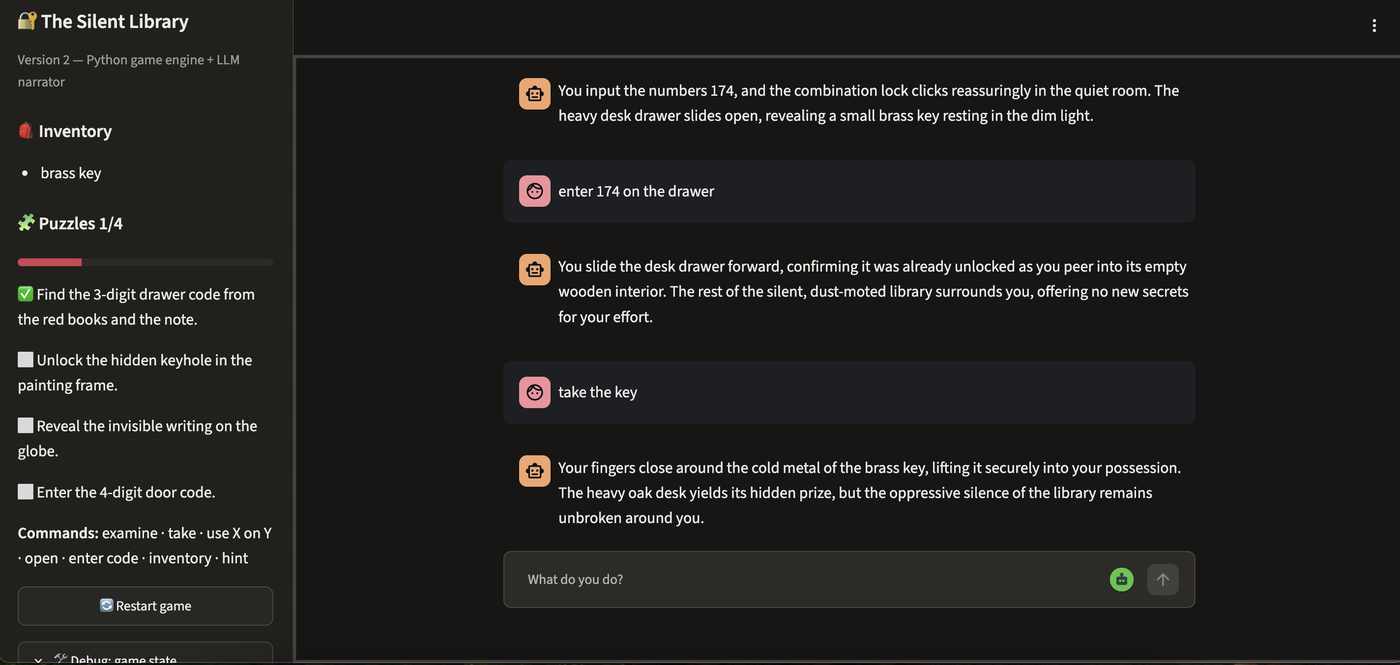 The Silent Library
Version 2 — Python game engine + LLM
narrator
Inventory
brass key
Puzzles 1/4
Find the 3-digit drawer code from
the red books and the note.
Unlock the hidden keyhole in the
painting frame.
Reveal the invisible writing on the
globe.
Enter the 4-digit door code.
Commands: examine · take · use X on Y
· open · enter code · inventory · hint
Restart game
Debug: game state
You input the numbers 174, and the combination lock clicks reassuringly in the quiet room. The
heavy desk drawer slides open, revealing a small brass key resting in the dim light.
enter 174 on the drawer
You slide the desk drawer forward, confirming it was already unlocked as you peer into its empty
wooden interior. The rest of the silent, dust-moted library surrounds you, offering no new secrets
for your effort.
take the key
Your fingers close around the cold metal of the brass key, lifting it securely into your possession.
The heavy oak desk yields its hidden prize, but the oppressive silence of the library remains
unbroken around you.
What do you do?